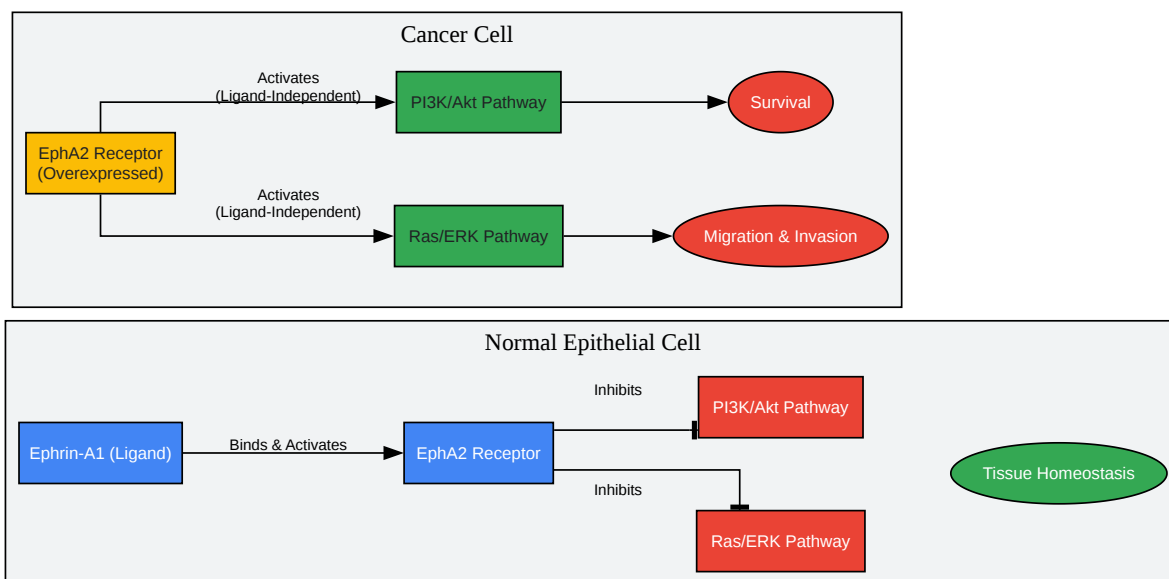 Cancer Cell
Activates
(Ligand-Independent)
PI3K/Akt Pathway
Survival
EphA2 Receptor
(Overexpressed)
Activates
(Ligand-Independent)
Ras/ERK Pathway
Migration & Invasion
Normal Epithelial Cell
Inhibits
PI3K/Akt Pathway
Ephrin-A1 (Ligand)
Binds & Activates
EphA2 Receptor
Tissue Homeostasis
Inhibits
Ras/ERK Pathway